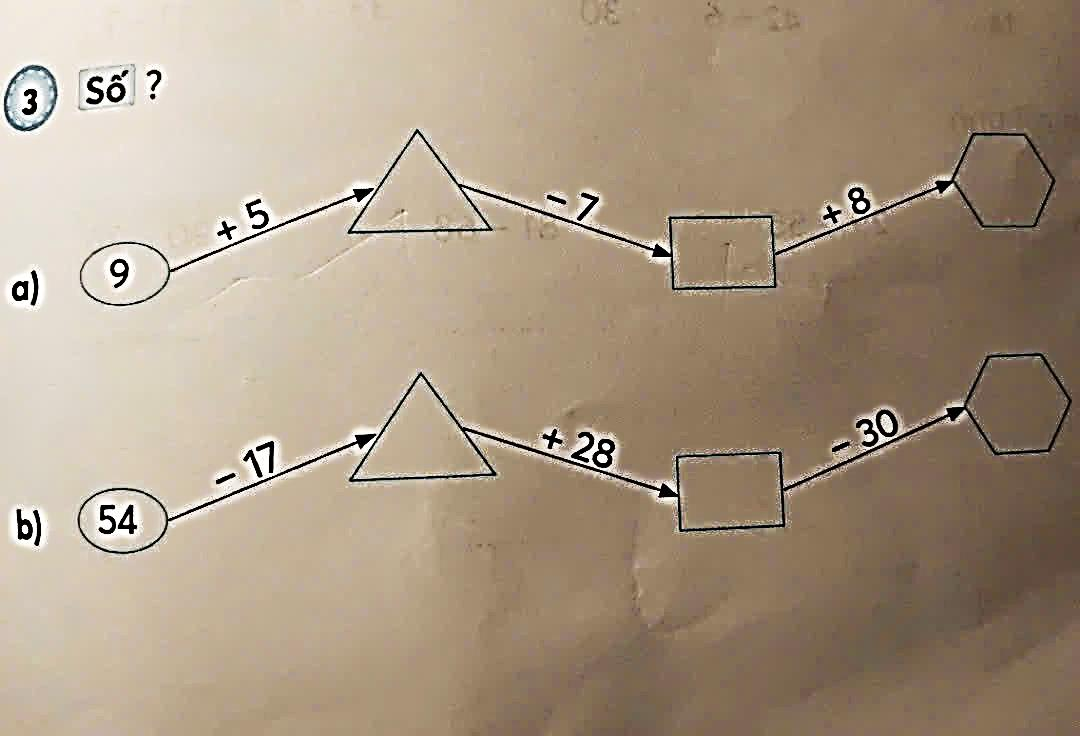 3 Số ?
a) 9 + 5 - 7 + 8
b) 54 - 17 + 28 - 30